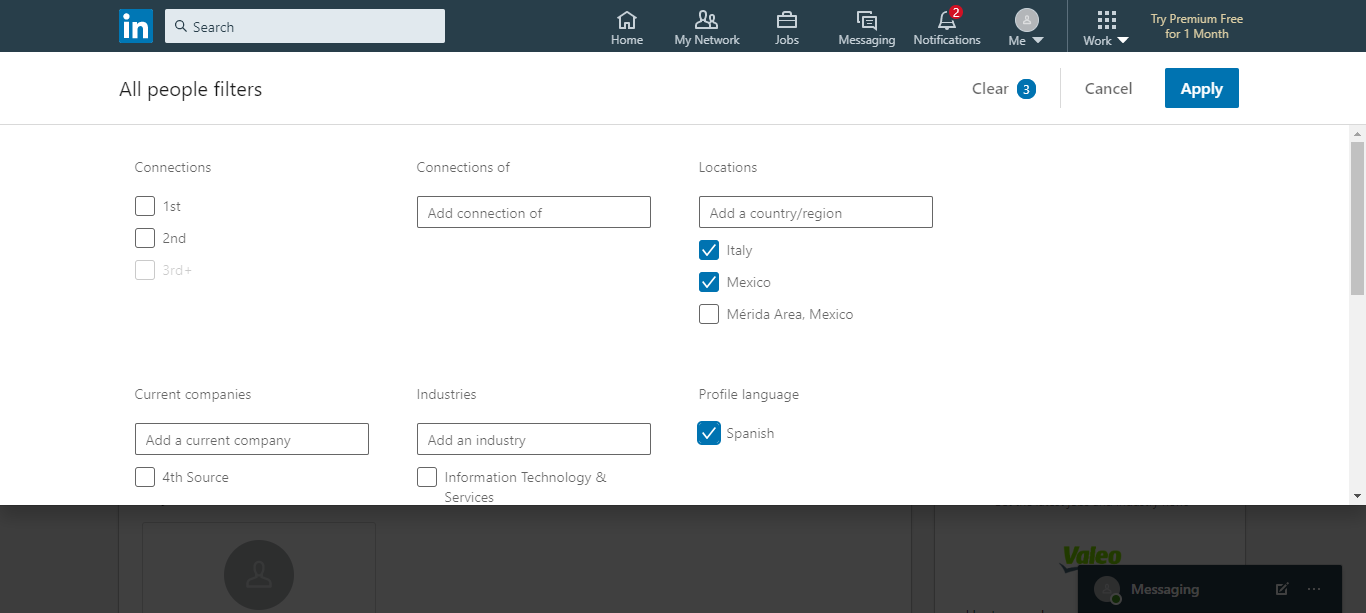 in
Search
Home
My Network
Jobs
Messaging
2
Notifications
Me
Work
Try Premium Free
for 1 Month
All people filters
Clear 3
Cancel
Apply
Connections
1st
2nd
3rd+
Connections of
Add connection of
Locations
Add a country/region
Italy
Mexico
Mérida Area, Mexico
Current companies
Add a current company
4th Source
Industries
Add an industry
Information Technology &
Services
Profile language
Spanish
Valeo
Messaging